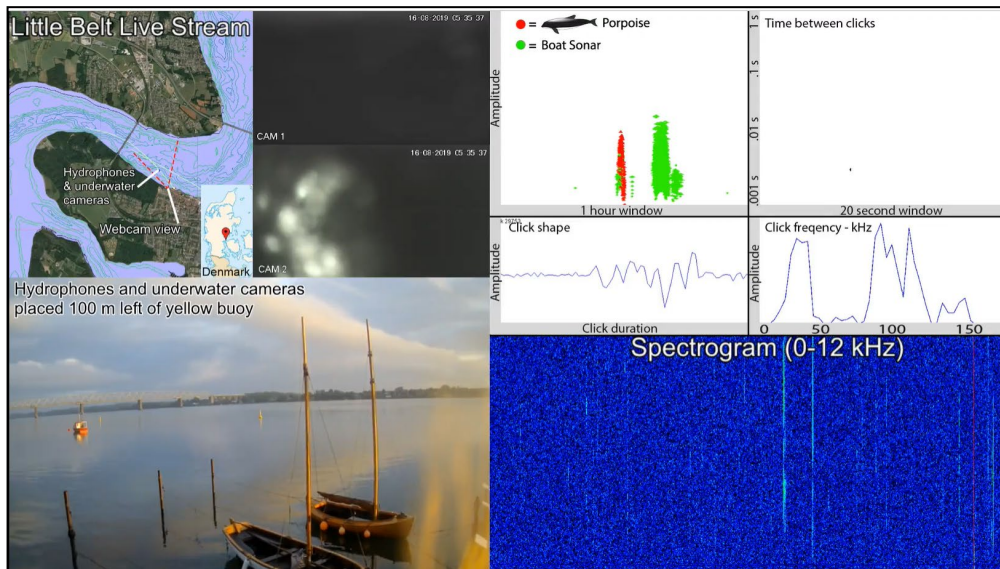 Little Belt Live Stream
Hydrophones
& underwater
cameras
Webcam view
Denmark
16-08-2019 05 35 37
CAM 1
16-08-2019 05 35 37
CAM 2
Hydrophones and underwater cameras
placed 100 m left of yellow buoy
= Porpoise
= Boat Sonar
Amplitude
1 hour window
Time between clicks
1 s
.1 s
.01 s
.001 s
20 second window
Click shape
Amplitude
Click duration
Click freqency - kHz
Amplitude
0 50 100 150
Spectrogram (0-12 kHz)